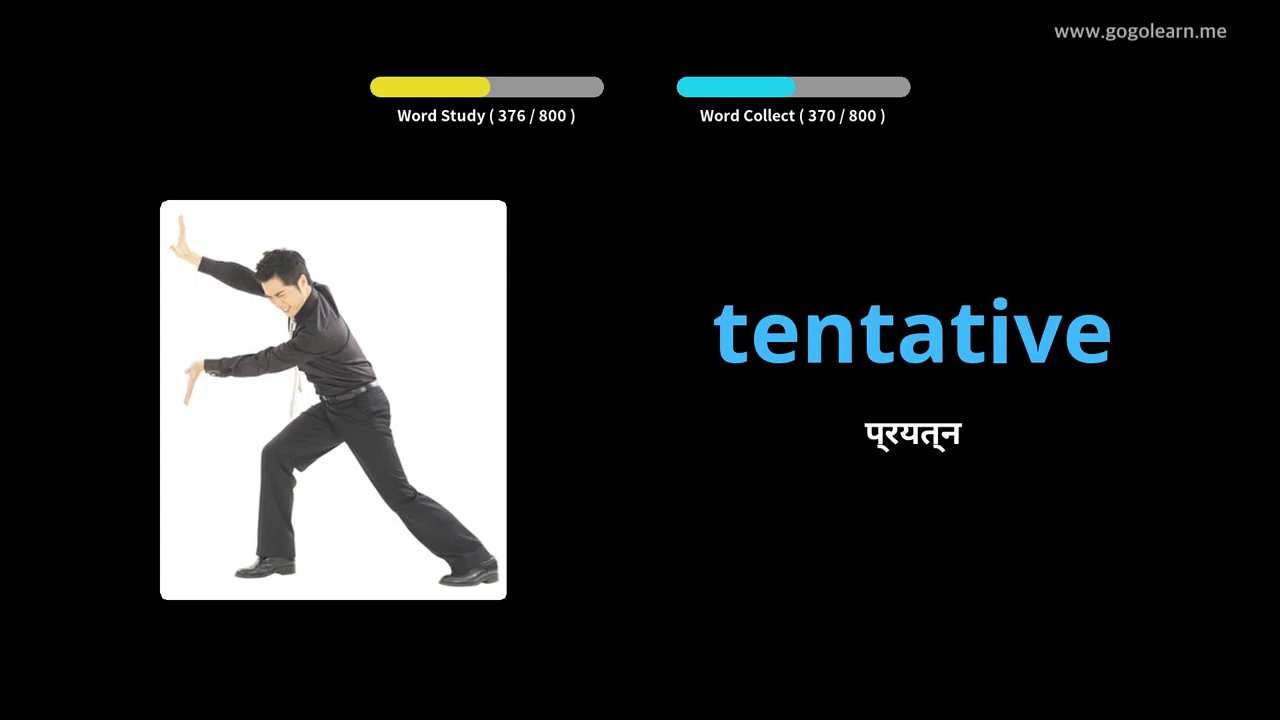 www.gogolearn.me
Word Study ( 376 / 800 )
Word Collect ( 370 / 800 )
tentative
प्रयत्न